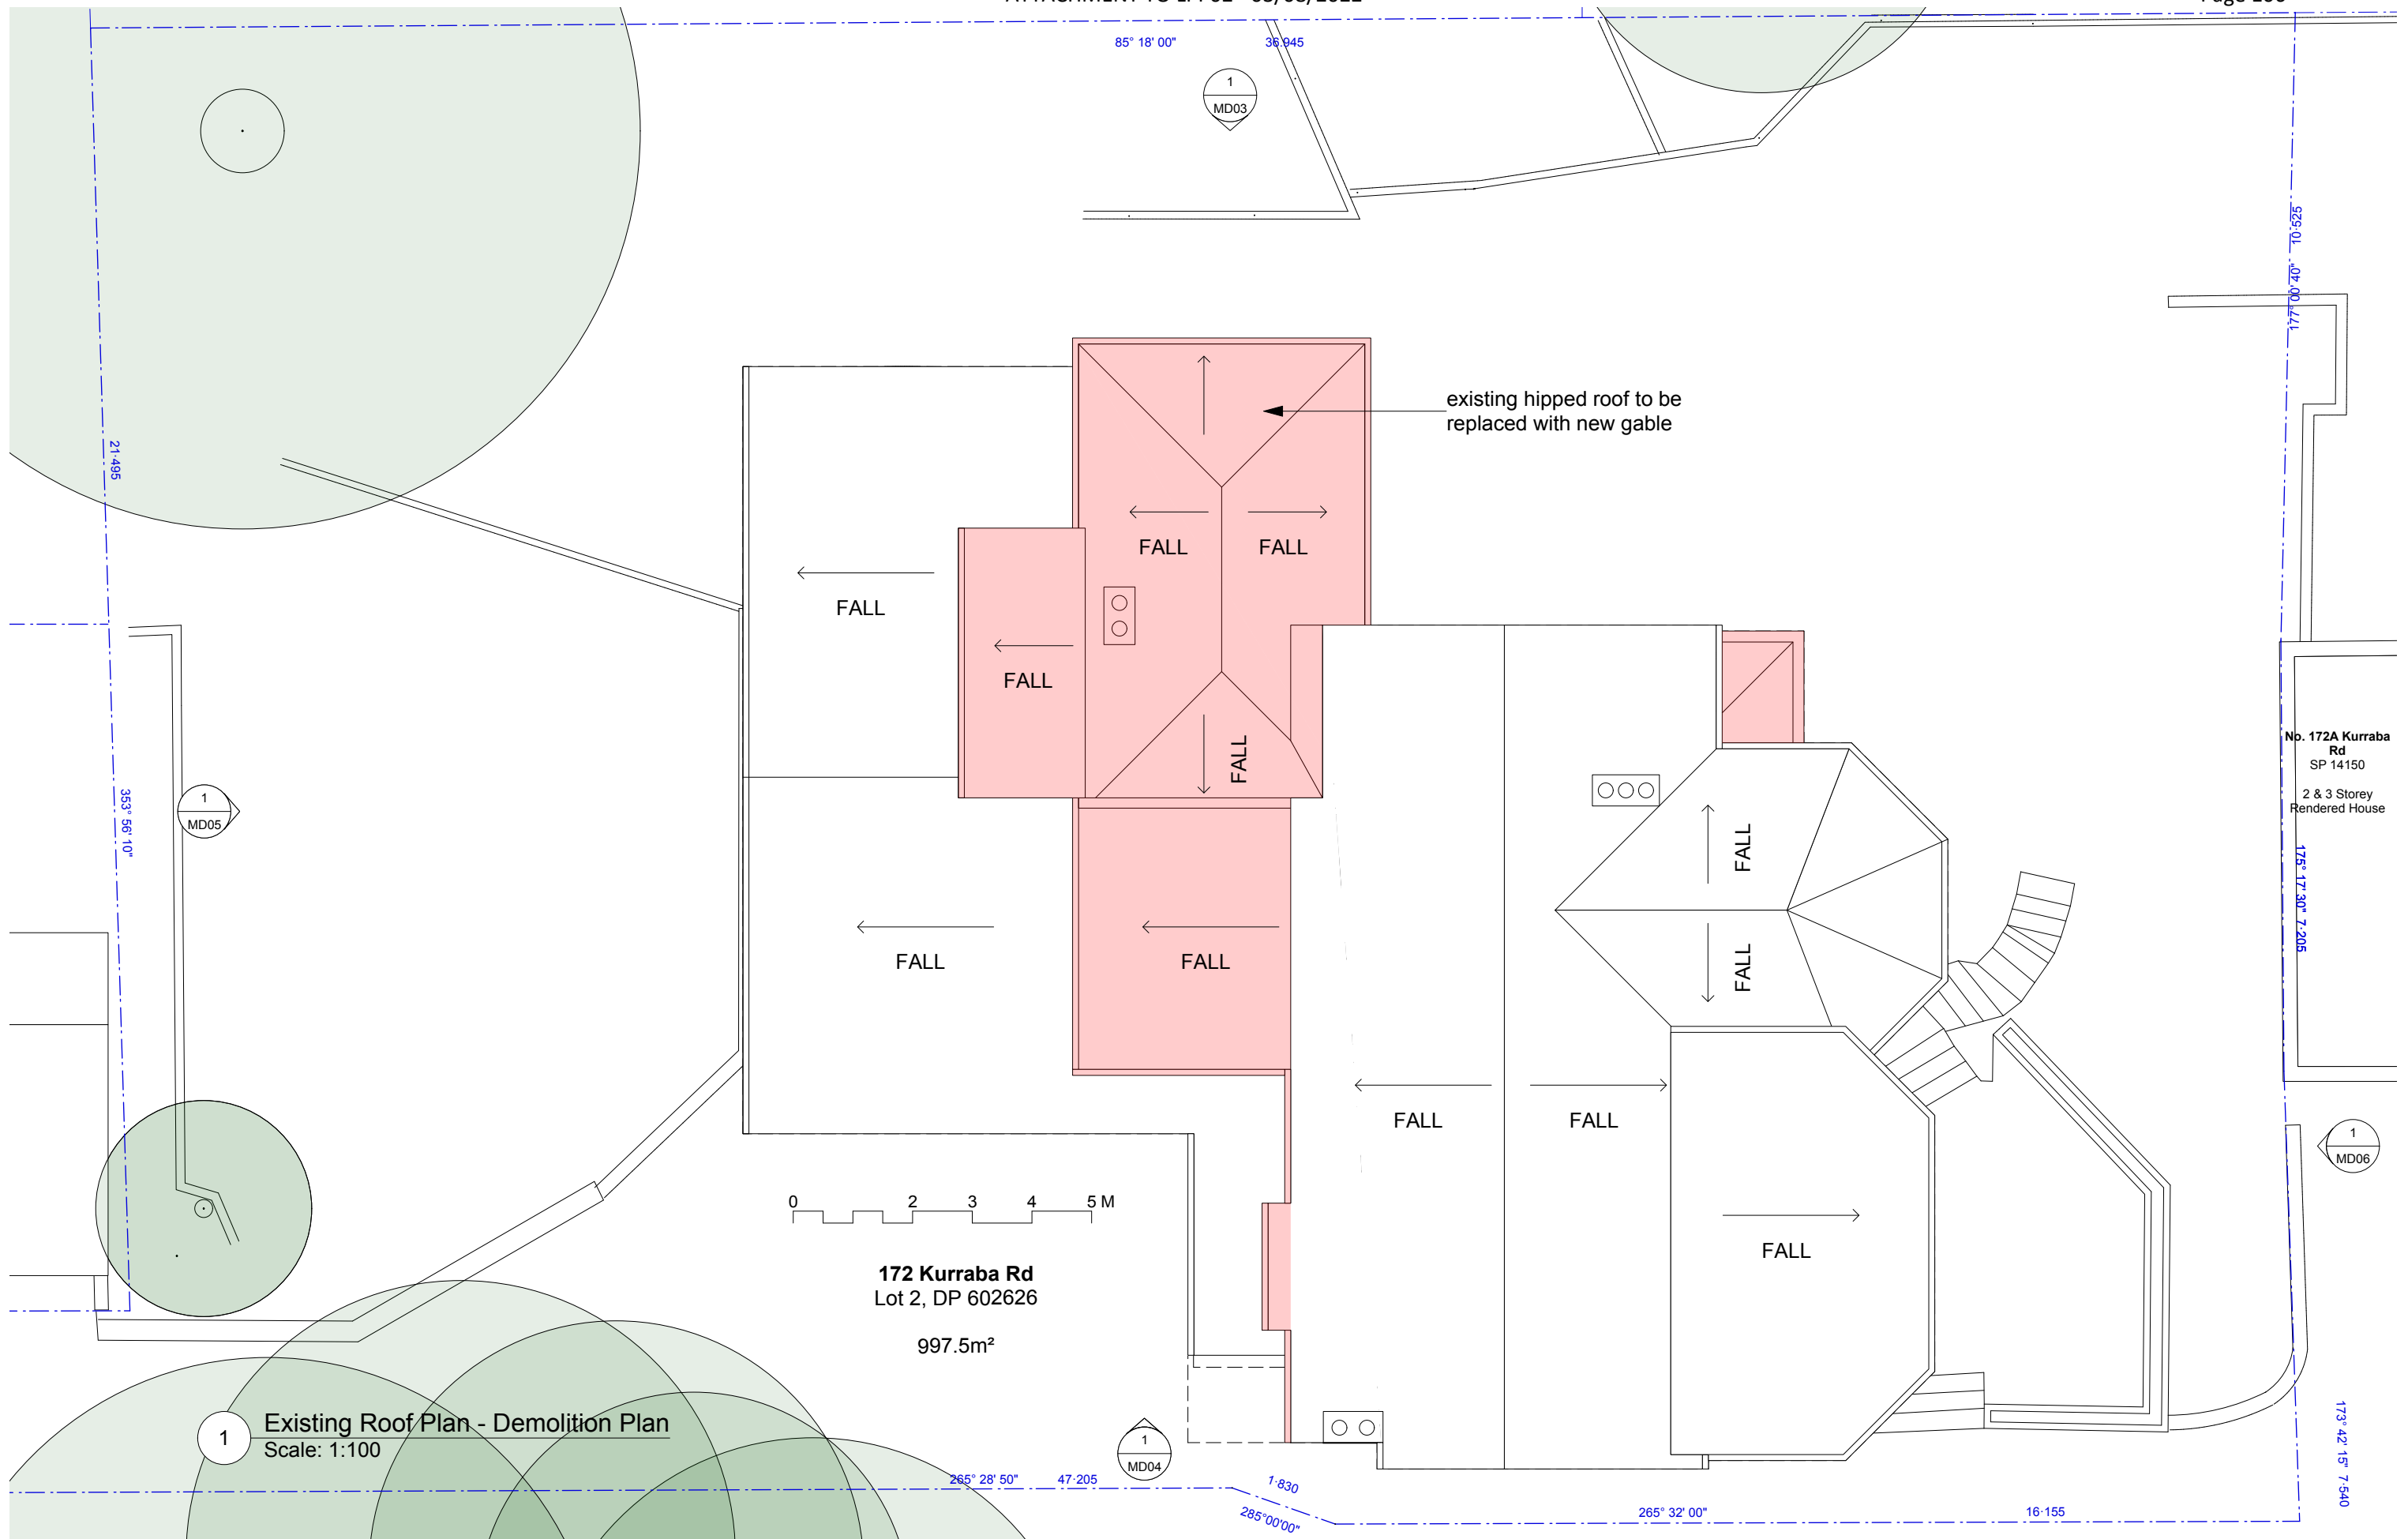 85° 18' 00" 36.945
1
MD03
10·525
177° 00' 40"
existing hipped roof to be
replaced with new gable
21·495
FALL
FALL
FALL
FALL
FALL
353° 56' 10"
1
MD05
No. 172A Kurraba
Rd
SP 14150
2 & 3 Storey
Rendered House
FALL
FALL
175° 17' 30" 7·205
FALL
FALL
FALL
FALL
FALL
1
MD06
0 2 3 4 5 M
172 Kurraba Rd
Lot 2, DP 602626
997.5m²
1
Existing Roof Plan - Demolition Plan
Scale: 1:100
1
MD04
265° 28' 50" 47·205
1·830
285°00'00"
265° 32' 00" 16·155
173° 42' 15" 7·540